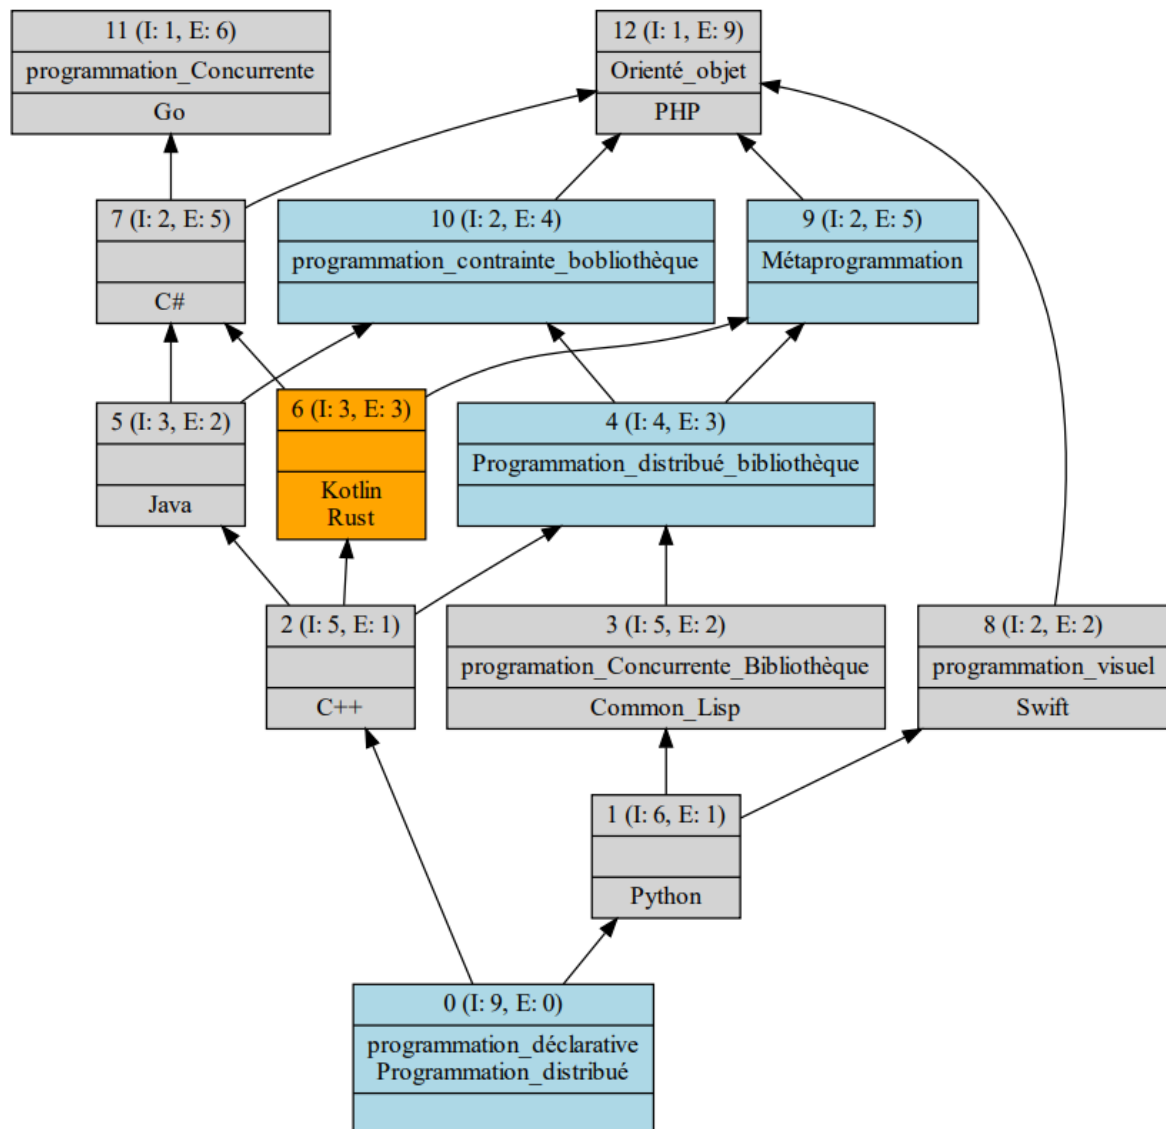 11 (I: 1, E: 6)
programmation_Concurrente
Go
12 (I: 1, E: 9)
Orienté_objet
PHP
7 (I: 2, E: 5)
C#
10 (I: 2, E: 4)
programmation_contrainte_bobliothèque
9 (I: 2, E: 5)
Métaprogrammation
5 (I: 3, E: 2)
Java
6 (I: 3, E: 3)
Kotlin
Rust
4 (I: 4, E: 3)
Programmation_distribué_bibliothèque
2 (I: 5, E: 1)
C++
3 (I: 5, E: 2)
programation_Concurrente_Bibliothèque
Common_Lisp
8 (I: 2, E: 2)
programmation_visuel
Swift
1 (I: 6, E: 1)
Python
0 (I: 9, E: 0)
programmation_déclarative
Programmation_distribué